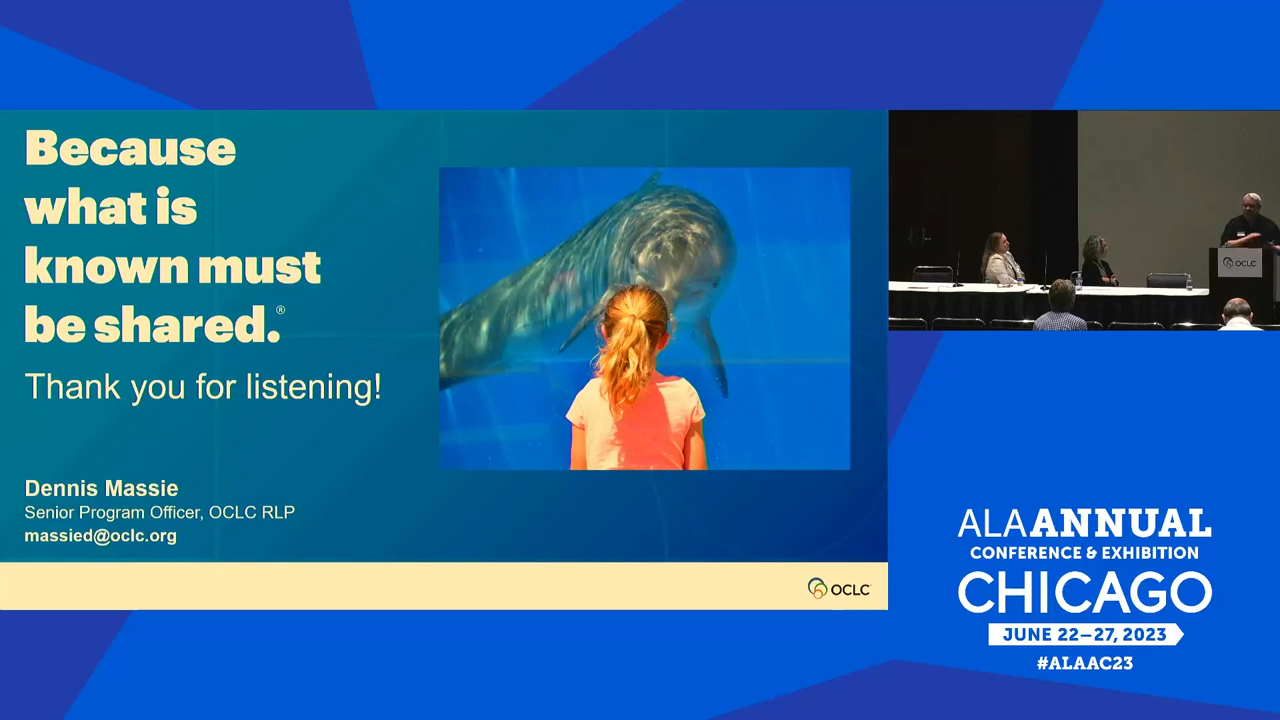 Because
what is
known must
be shared.®
Thank you for listening!
Dennis Massie
Senior Program Officer, OCLC RLP
massied@oclc.org
OCLC
OCLC
ALA ANNUAL
CONFERENCE & EXHIBITION
CHICAGO
JUNE 22–27, 2023
#ALAAC23